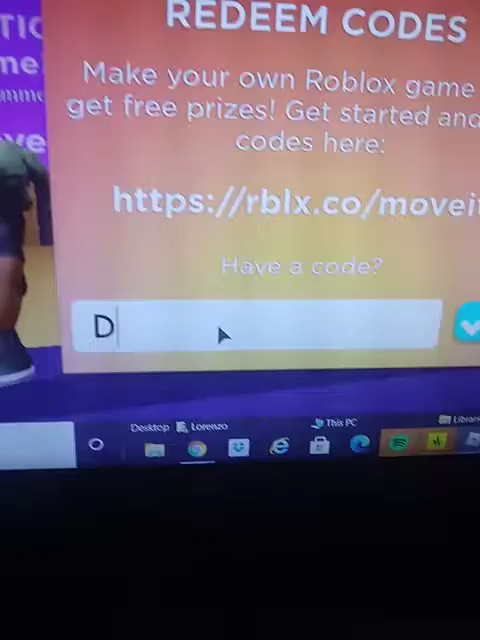 REDEEM CODES
Make your own Roblox game
get free prizes! Get started and
codes here:
https://rblx.co/movei
Have a code?
D
Desktop
Lorenzo
This PC